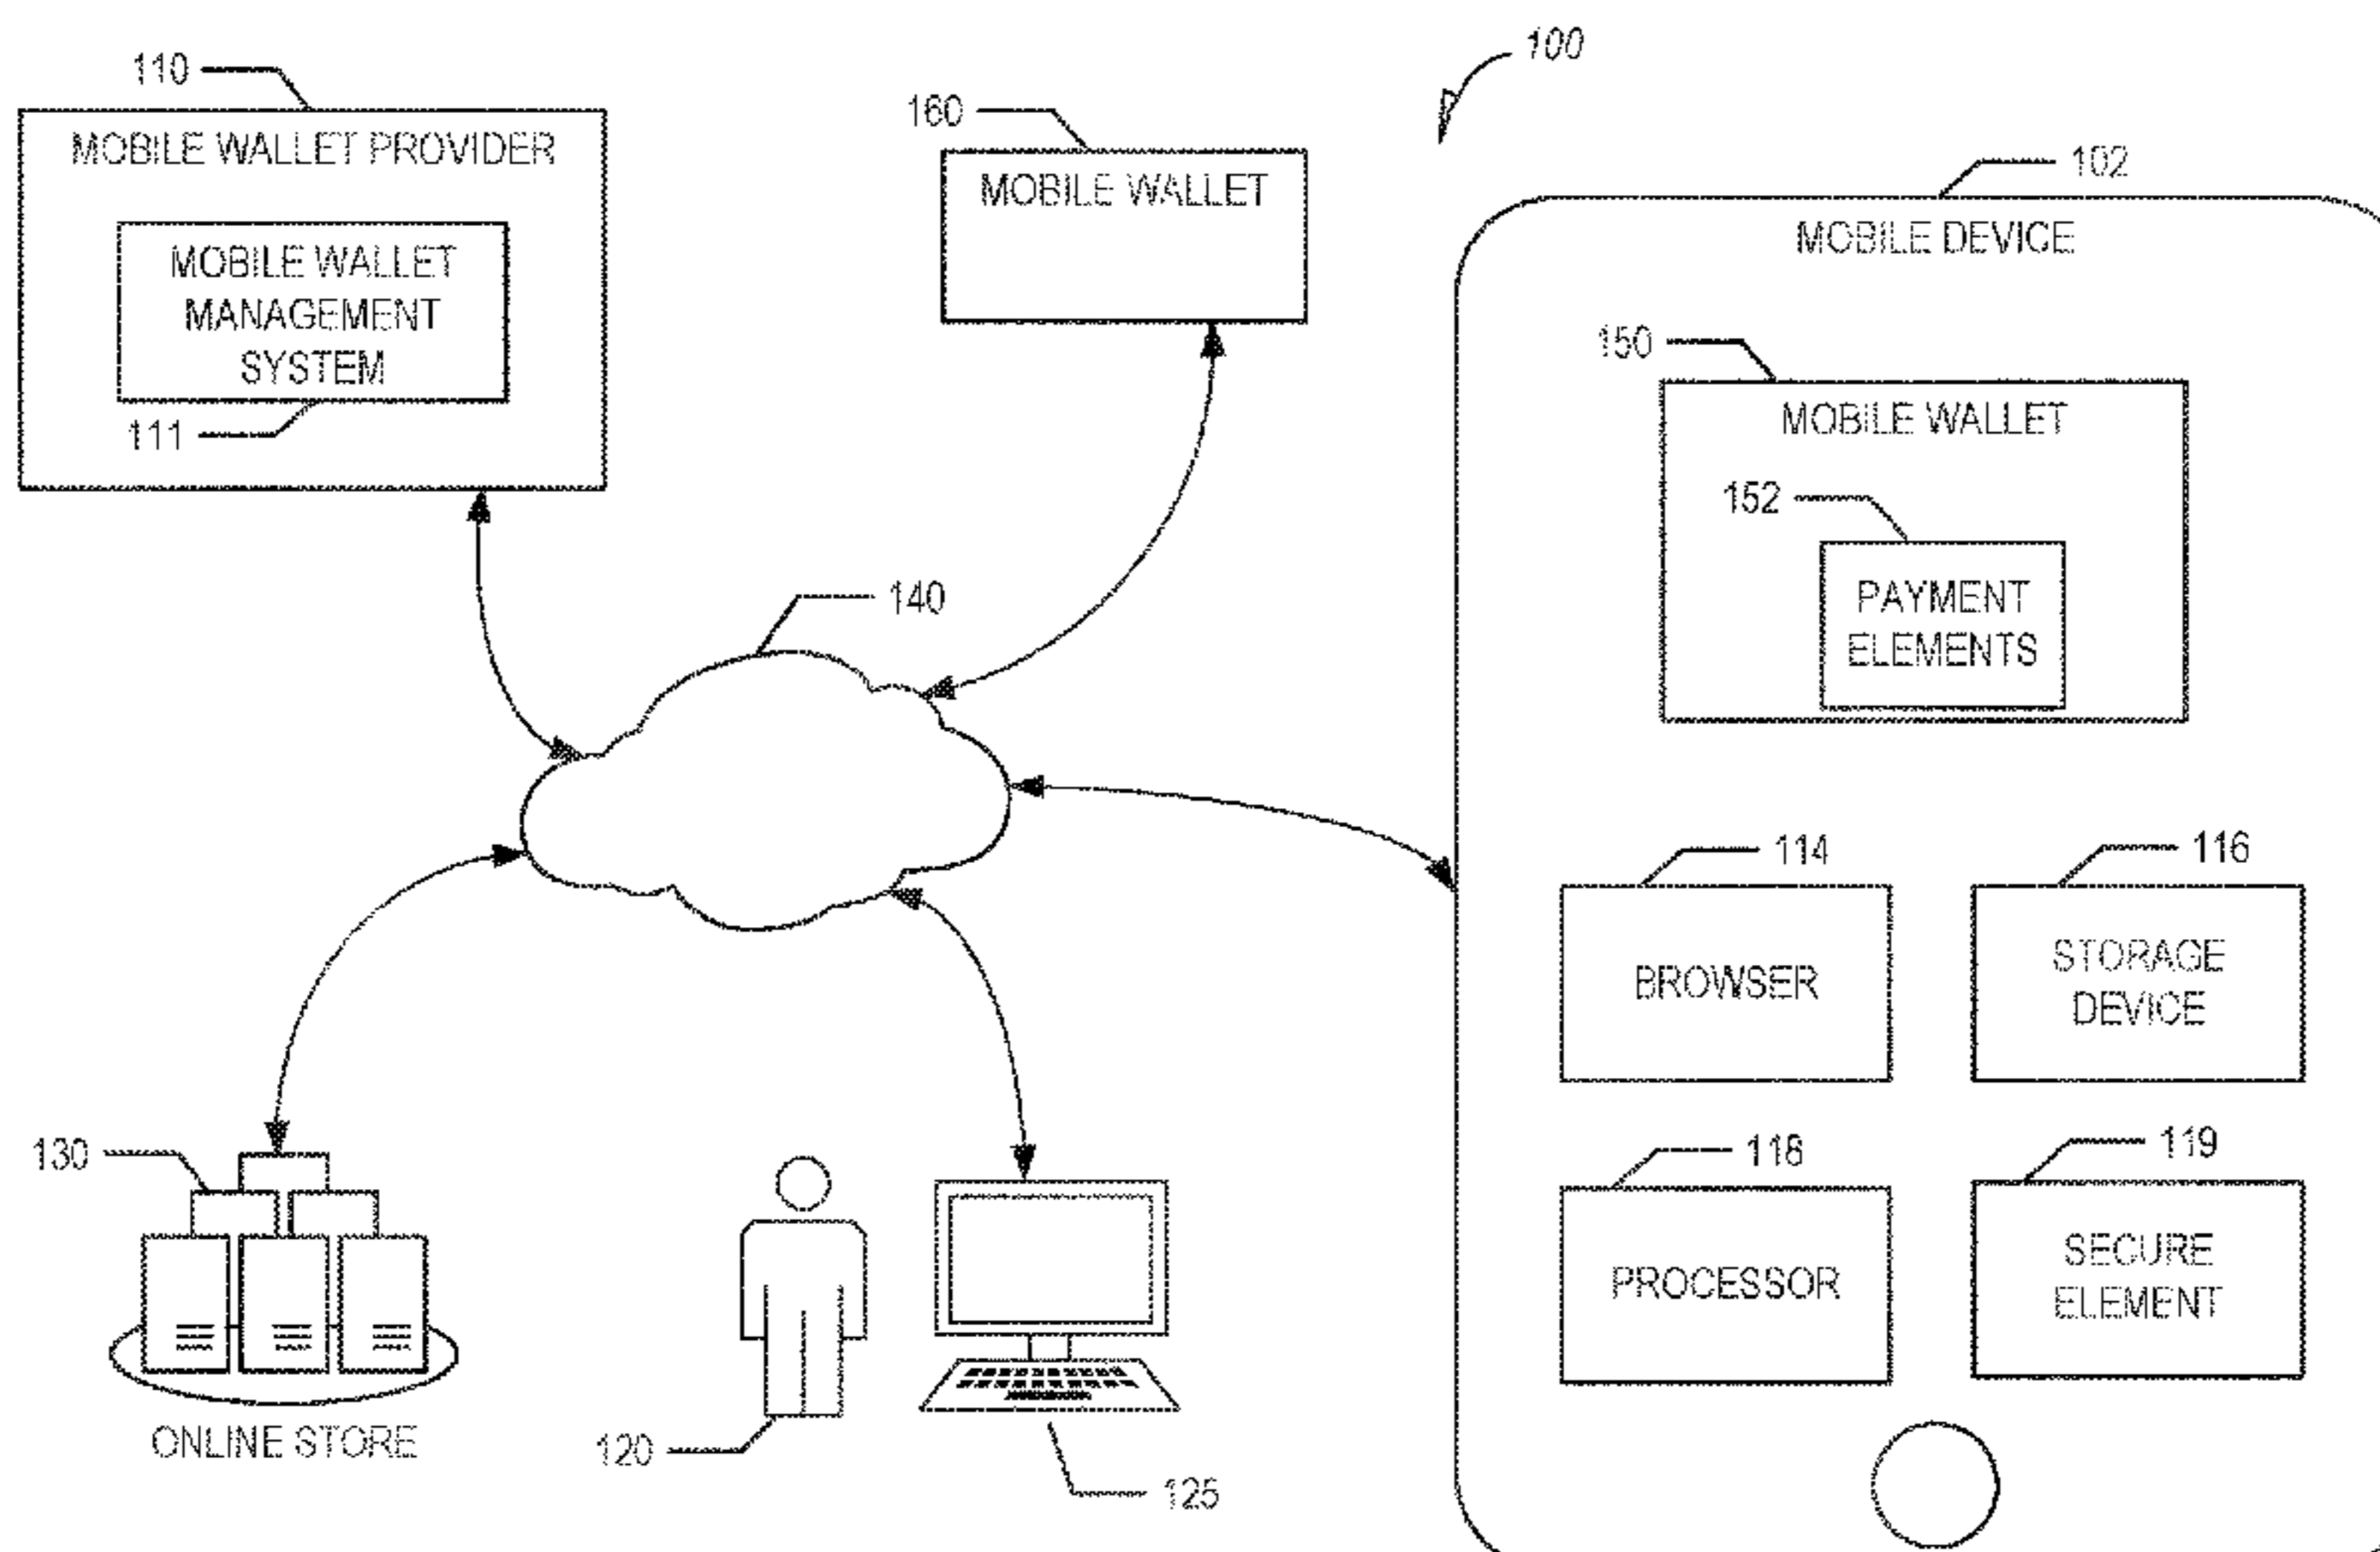 100
110
MOBILE WALLET PROVIDER
MOBILE WALLET
MANAGEMENT
SYSTEM
111
160
MOBILE WALLET
102
MOBILE DEVICE
150
MOBILE WALLET
152
PAYMENT
ELEMENTS
140
114
BROWSER
116
STORAGE
DEVICE
118
PROCESSOR
119
SECURE
ELEMENT
130
ONLINE STORE
120
125